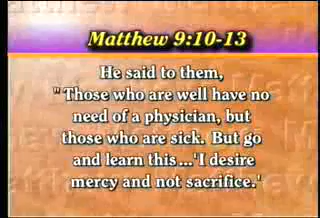 Matthew 9:10-13
He said to them,
"Those who are well have no
need of a physician, but
those who are sick. But go
and learn this..."I desire
mercy and not sacrifice.'